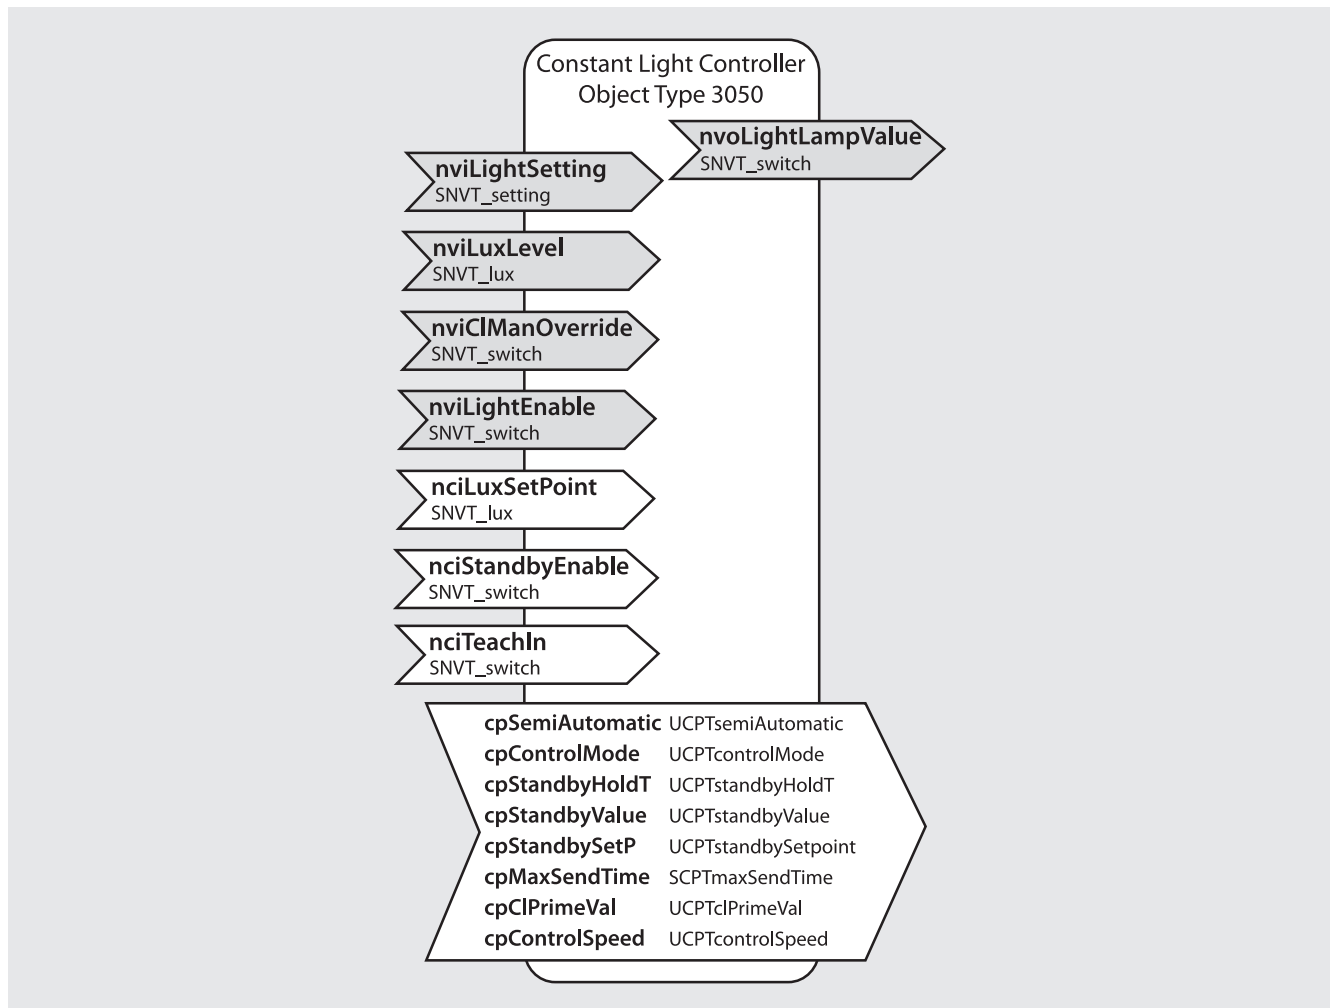 Constant Light Controller
Object Type 3050
nvoLightLampValue
SNVT_switch
nviLightSetting
SNVT_setting
nviLuxLevel
SNVT_lux
nviClManOverride
SNVT_switch
nviLightEnable
SNVT_switch
nciLuxSetPoint
SNVT_lux
nciStandbyEnable
SNVT_switch
nciTeachIn
SNVT_switch
cpSemiAutomatic UCPTsemiAutomatic
cpControlMode UCPTcontrolMode
cpStandbyHoldT UCPTstandbyHoldT
cpStandbyValue UCPTstandbyValue
cpStandbySetP UCPTstandbySetpoint
cpMaxSendTime SCPTmaxSendTime
cpClPrimeVal UCPTclPrimeVal
cpControlSpeed UCPTcontrolSpeed